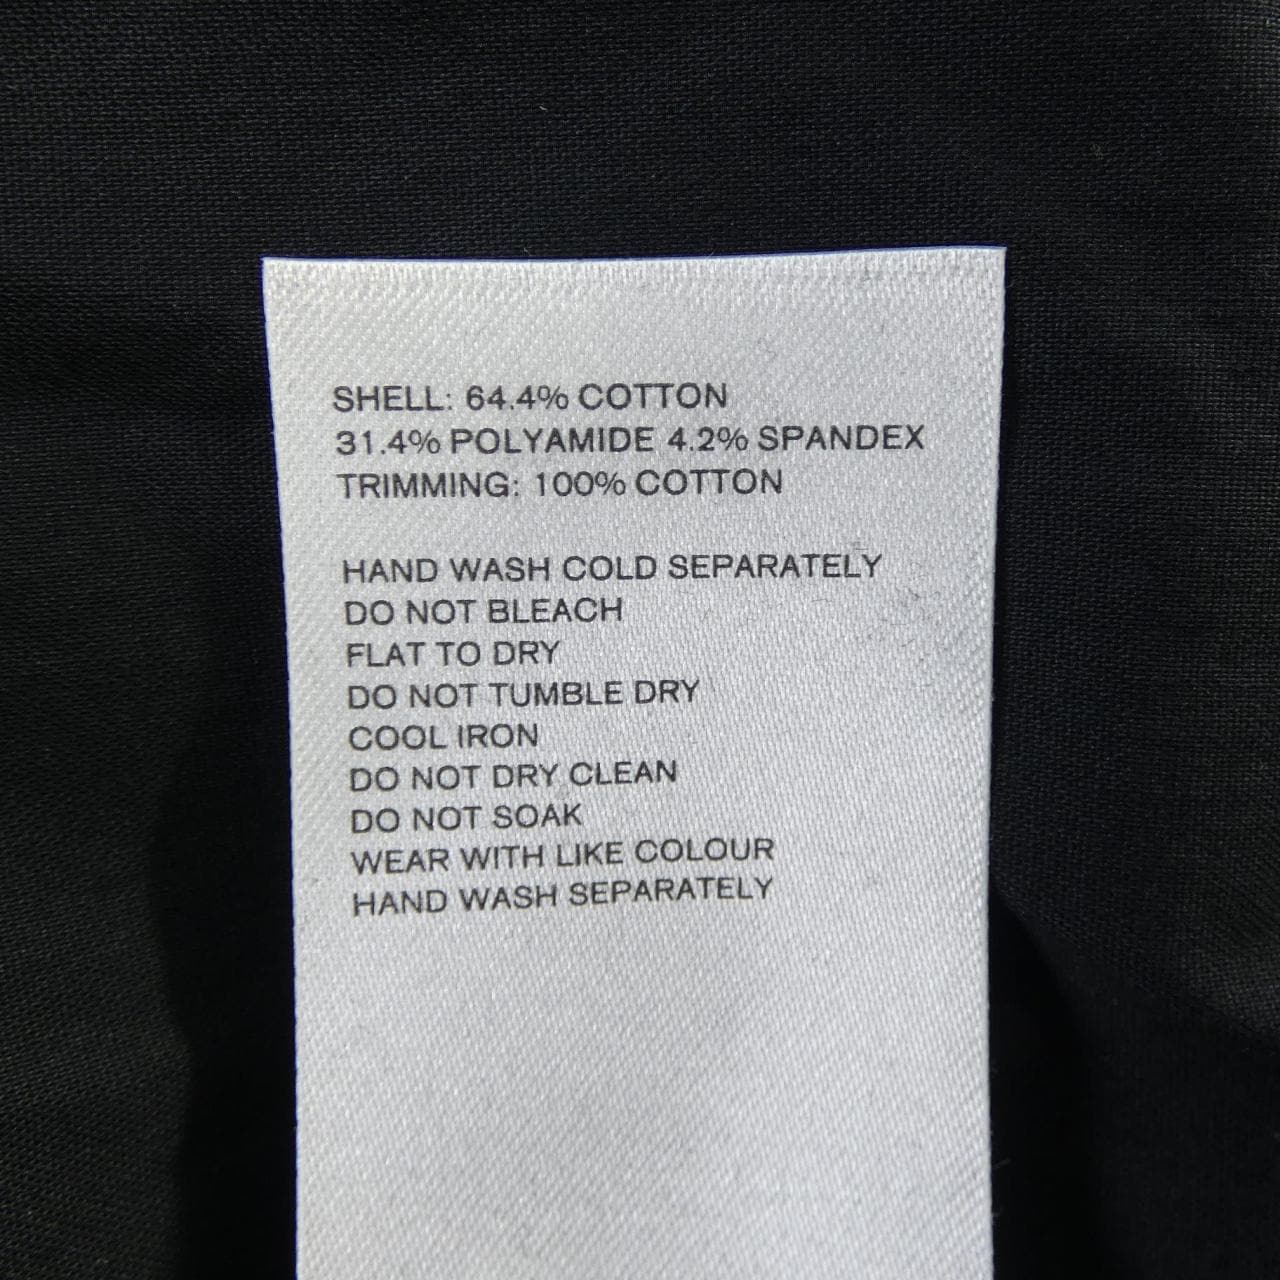 SHELL: 64.4% COTTON
31.4% POLYAMIDE 4.2% SPANDEX
TRIMMING: 100% COTTON
HAND WASH COLD SEPARATELY
DO NOT BLEACH
FLAT TO DRY
DO NOT TUMBLE DRY
COOL IRON
DO NOT DRY CLEAN
DO NOT SOAK
WEAR WITH LIKE COLOUR
HAND WASH SEPARATELY